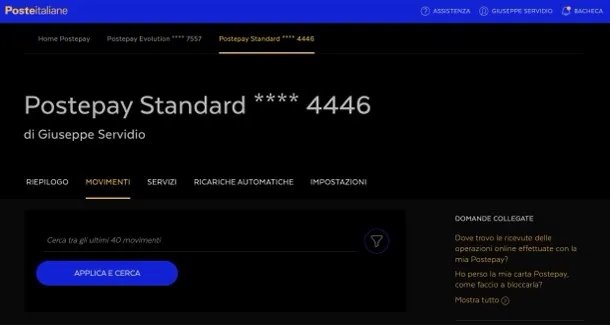 Posteitaliane
ASSISTENZA
GIUSEPPE SERVIDIO
BACHECA
Home Postepay
Postepay Evolution **** 7557
Postepay Standard **** 4446
Postepay Standard **** 4446
di Giuseppe Servidio
RIEPILOGO
MOVIMENTI
SERVIZI
RICARICHE AUTOMATICHE
IMPOSTAZIONI
Cerca tra gli ultimi 40 movimenti
APPLICA E CERCA
DOMANDE COLLEGATE
Dove trovo le ricevute delle
operazioni online effettuate con la
mia Postepay?
Ho perso la mia carta Postepay,
come faccio a bloccarla?
Mostra tutto